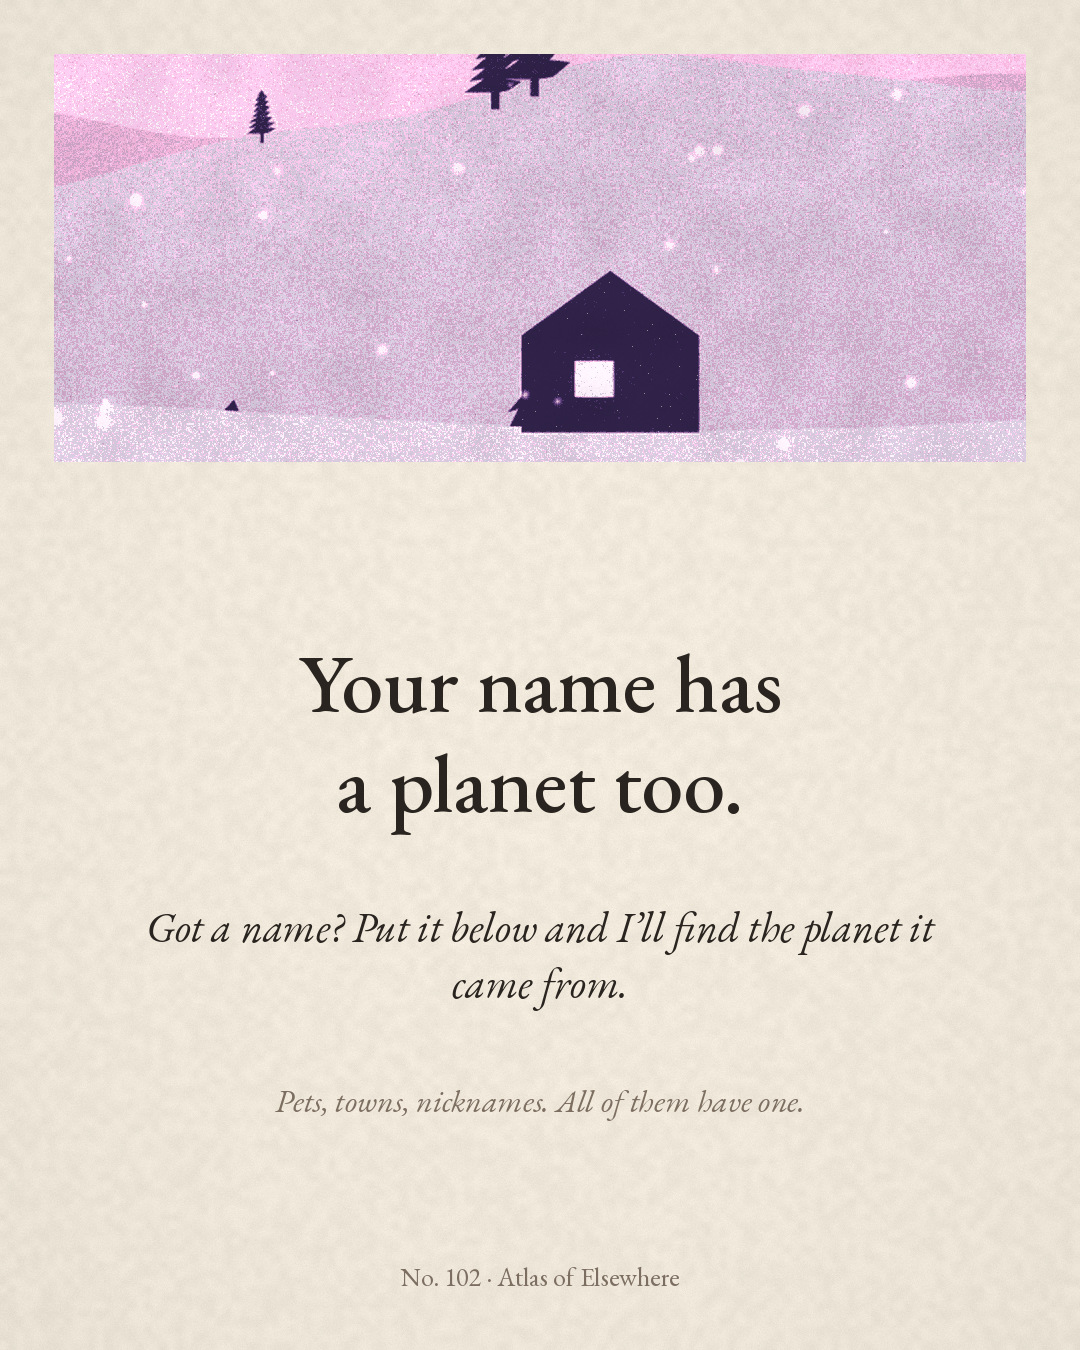 Your name has
a planet too.
Got a name? Put it below and I’ll find the planet it
came from.
Pets, towns, nicknames. All of them have one.
No. 102 · Atlas of Elsewhere